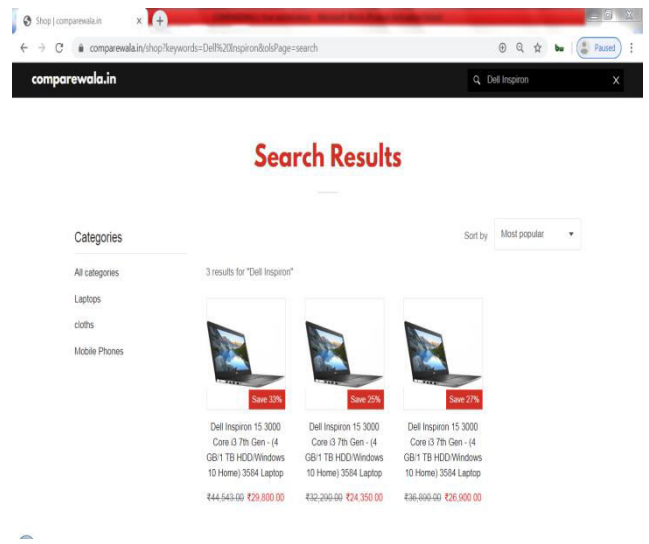 Shop | comparewala.in
comparewala.in/shop?keywords=Dell%20Inspiron&olsPage=search
Paused
comparewala.in
Dell Inspiron
X
Search Results
Categories
Sort by
Most popular
All categories
Laptops
cloths
Mobile Phones
3 results for "Dell Inspiron"
Save 33%
Dell Inspiron 15 3000
Core i3 7th Gen - (4
GB/1 TB HDD/Windows
10 Home) 3584 Laptop
₹44,543.00 ₹29,800.00
Save 25%
Dell Inspiron 15 3000
Core i3 7th Gen - (4
GB/1 TB HDD/Windows
10 Home) 3584 Laptop
₹32,290.00 ₹24,350.00
Save 27%
Dell Inspiron 15 3000
Core i3 7th Gen - (4
GB/1 TB HDD/Windows
10 Home) 3584 Laptop
₹36,890.00 ₹26,900.00